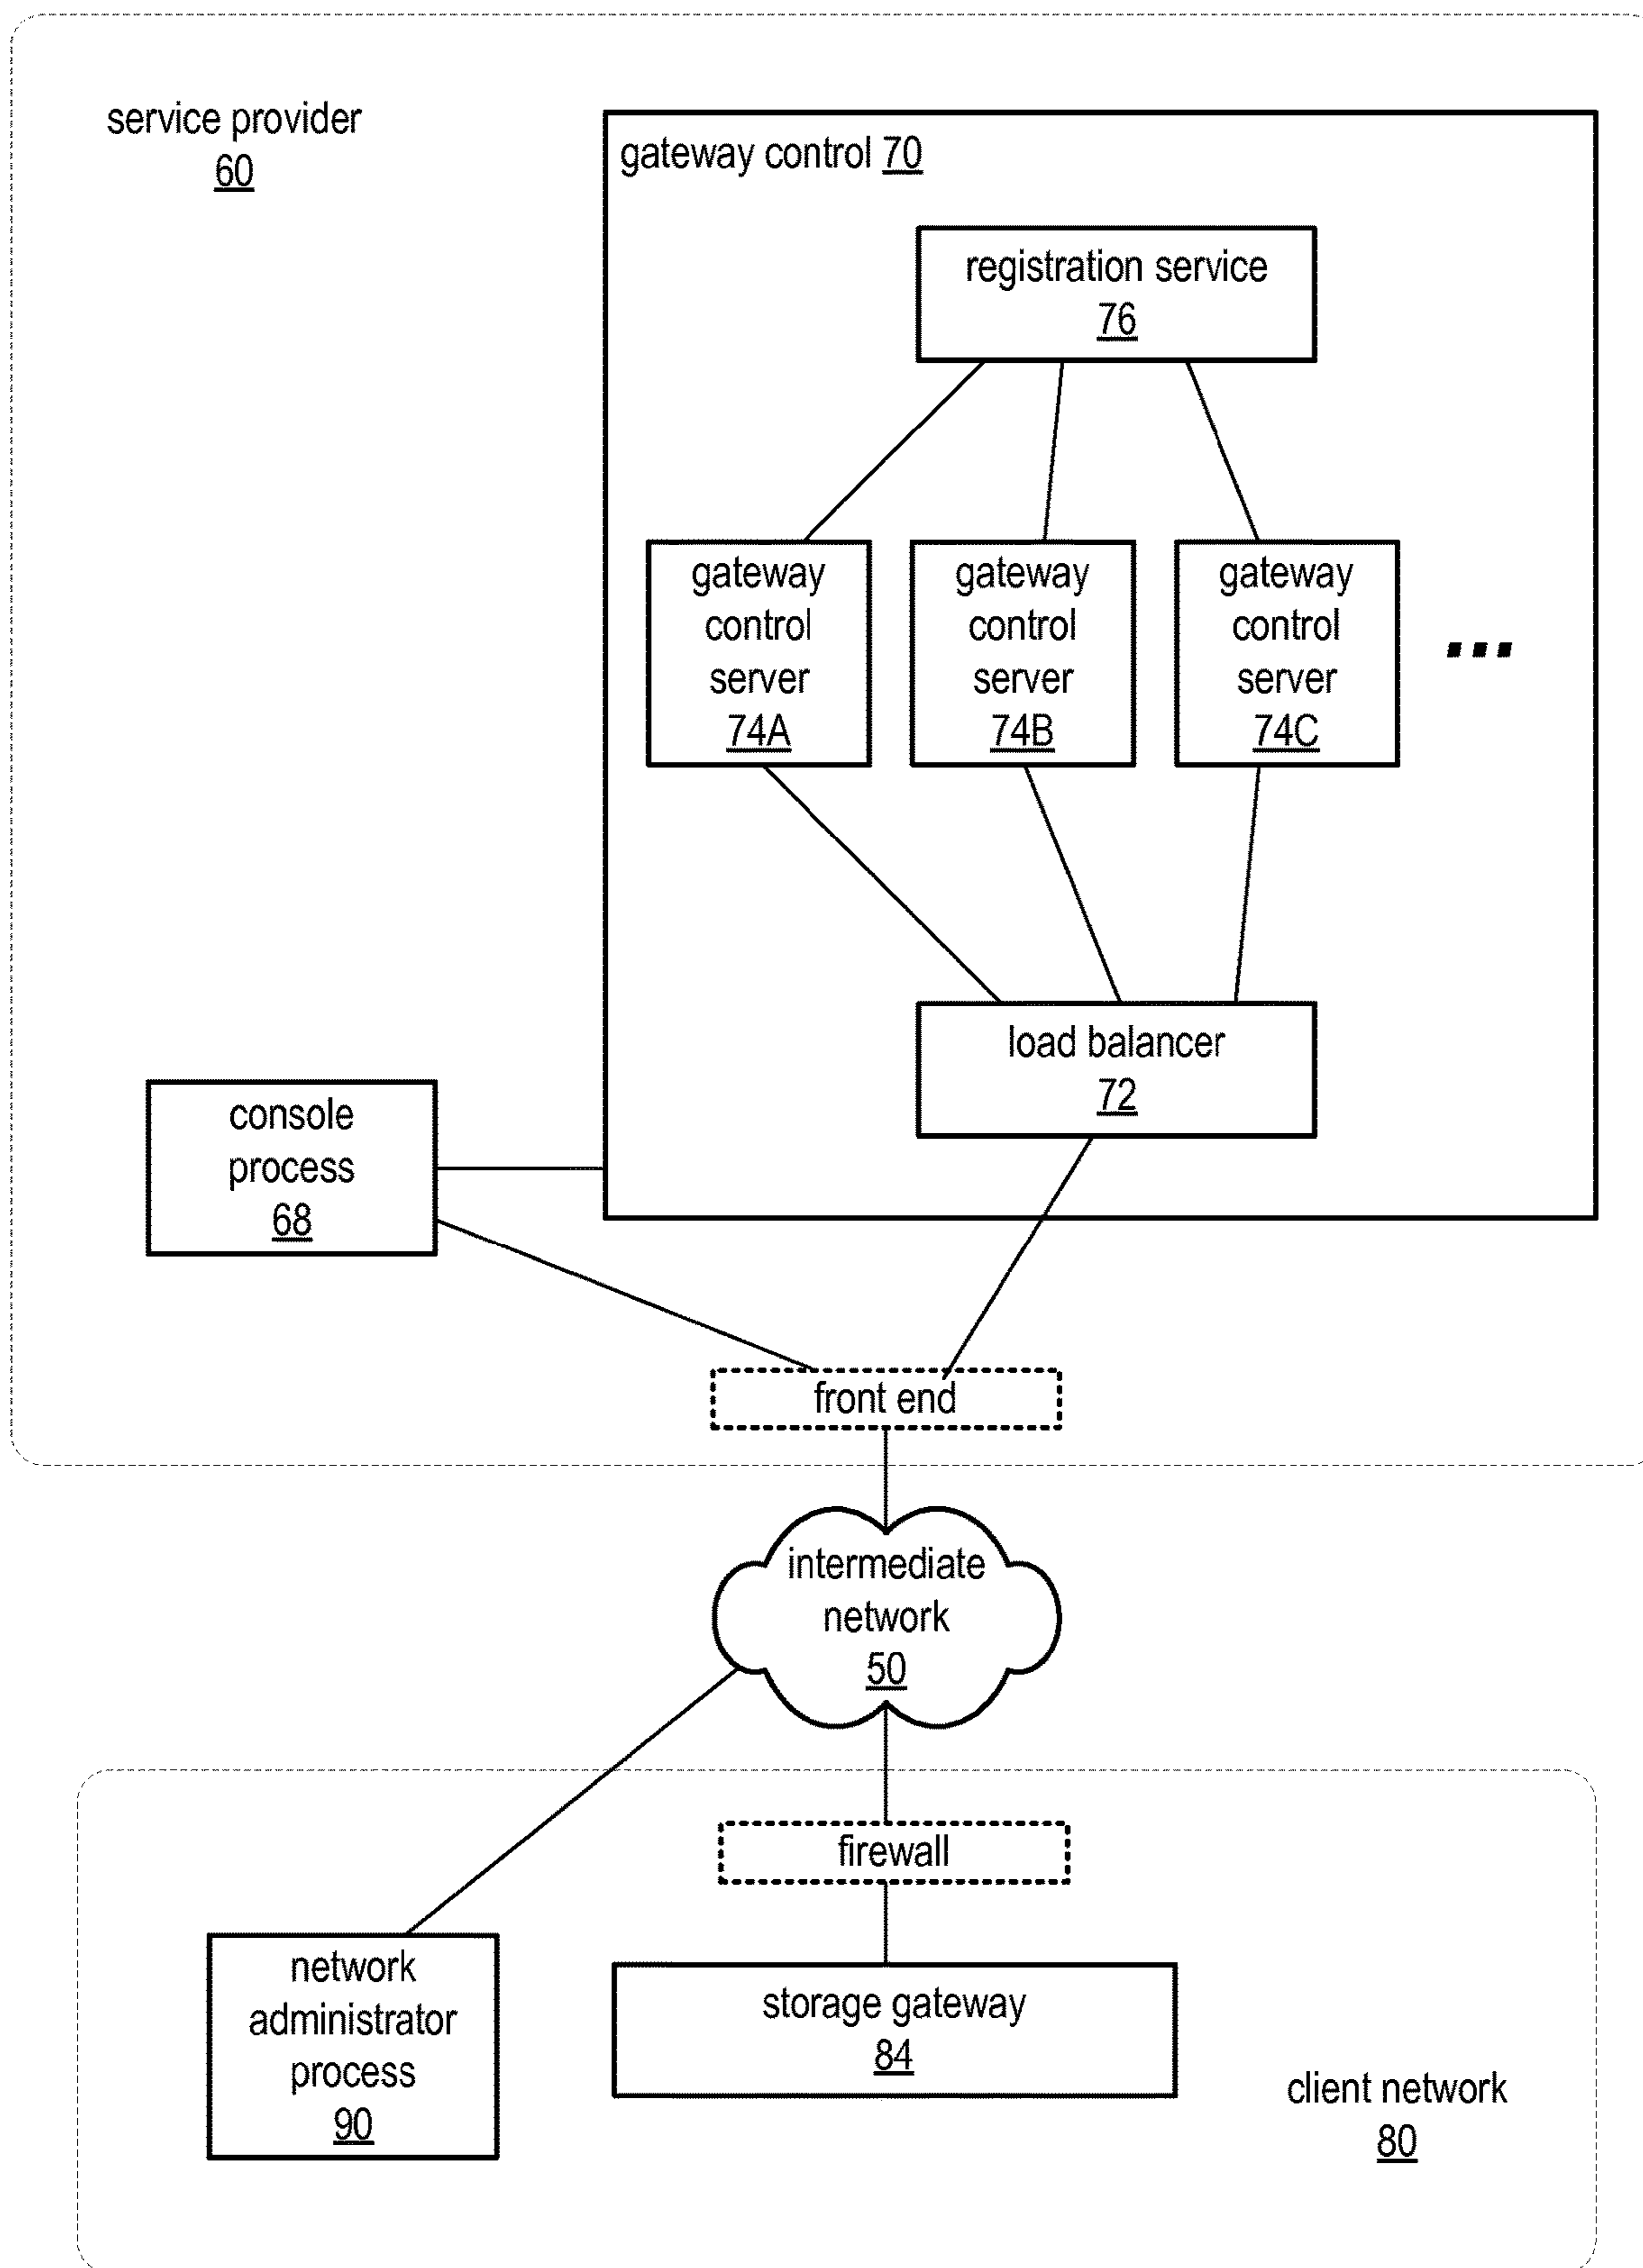 service provider
60
gateway control 70
registration service
76
gateway
control
server
74A
gateway
control
server
74B
gateway
control
server
74C
...
load balancer
72
console
process
68
front end
intermediate
network
50
firewall
network
administrator
process
90
storage gateway
84
client network
80